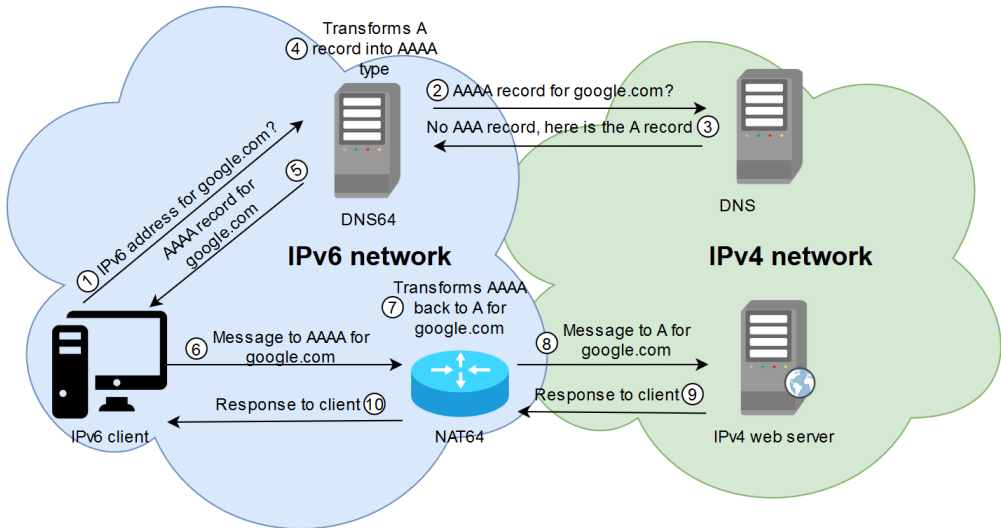 Transforms A
④ record into AAAA
type
② AAAA record for google.com?
No AAA record, here is the A record ③
① IPv6 address for google.com?
⑤
AAAA record for
google.com
DNS64
DNS
IPv6 network
IPv4 network
Transforms AAAA
⑦ back to A for
google.com
⑥ Message to AAAA for
google.com
⑧ Message to A for
google.com
Response to client ⑩
Response to client ⑨
IPv6 client
NAT64
IPv4 web server